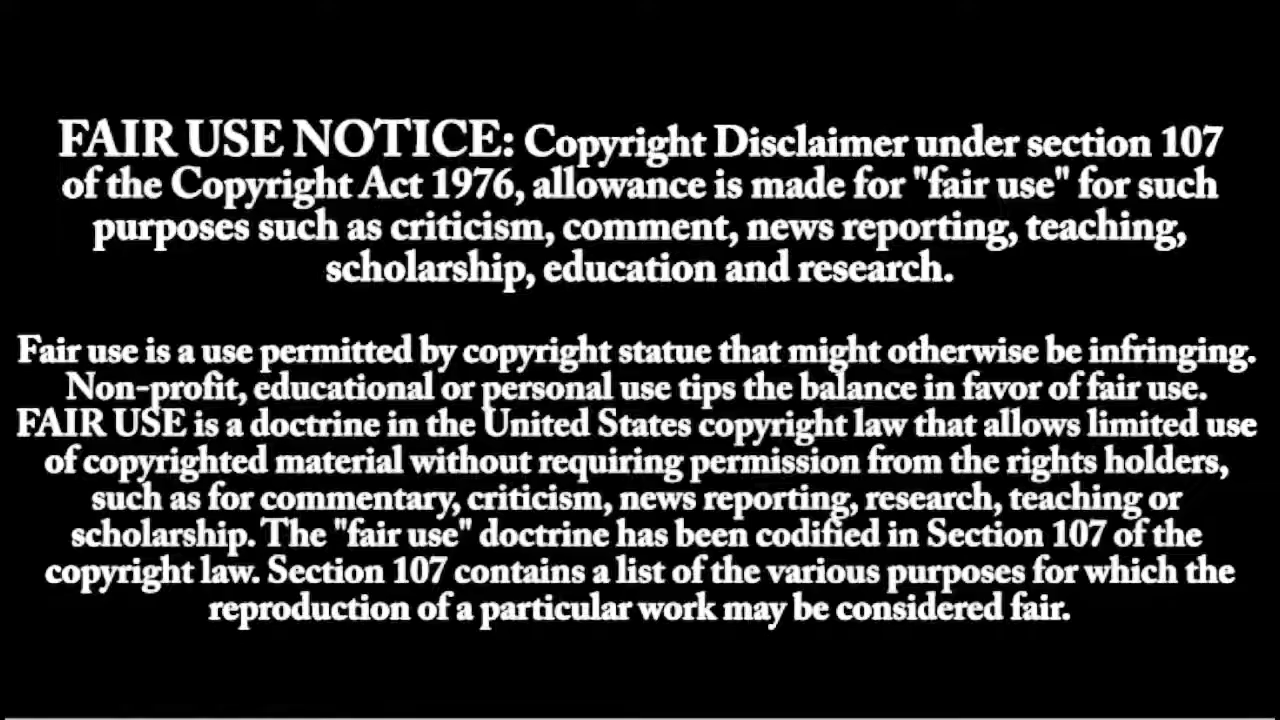 FAIR USE NOTICE: Copyright Disclaimer under section 107
of the Copyright Act 1976, allowance is made for "fair use" for such
purposes such as criticism, comment, news reporting, teaching,
scholarship, education and research.
Fair use is a use permitted by copyright statue that might otherwise be infringing.
Non-profit, educational or personal use tips the balance in favor of fair use.
FAIR USE is a doctrine in the United States copyright law that allows limited use
of copyrighted material without requiring permission from the rights holders,
such as for commentary, criticism, news reporting, research, teaching or
scholarship. The "fair use" doctrine has been codified in Section 107 of the
copyright law. Section 107 contains a list of the various purposes for which the
reproduction of a particular work may be considered fair.